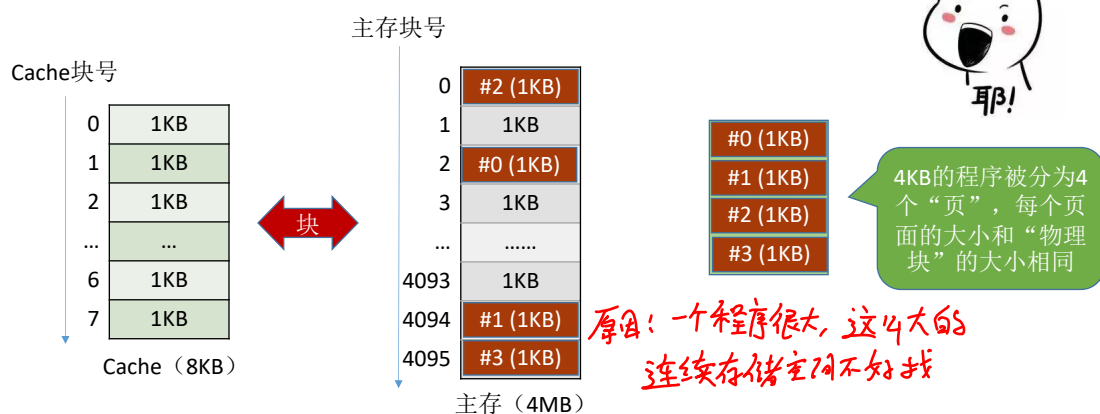 主存块号
Cache块号
0 1KB
1 1KB
2 1KB
... ...
6 1KB
7 1KB
Cache（8KB）
块
0 #2 (1KB)
1 1KB
2 #0 (1KB)
3 1KB
... ......
4093 1KB
4094 #1 (1KB)
4095 #3 (1KB)
主存（4MB）
耶!
#0 (1KB)
#1 (1KB)
#2 (1KB)
#3 (1KB)
4KB的程序被分为4
个“页”，每个页
面的大小和“物理
块”的大小相同
原因：一个程序很大，这么大的
连续存储空间不好找